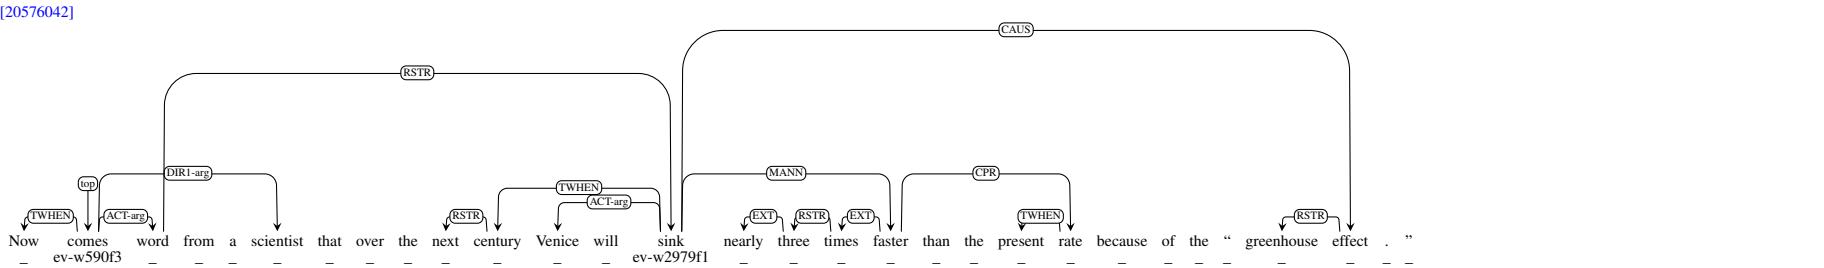 [20576042]
CAUS
RSTR
DIR1-arg MANN CPR
top TWHEN
ACT-arg
TWHEN ACT-arg RSTR EXT RSTR EXT TWHEN RSTR
Now comes word from a scientist that over the next century Venice will sink nearly three times faster than the present rate because of the “ greenhouse effect . ”
_ ev-w590f3 _ _ _ _ _ _ _ _ _ _ _ ev-w2979f1 _ _ _ _ _ _ _ _ _ _ _ _ _ _ _ _